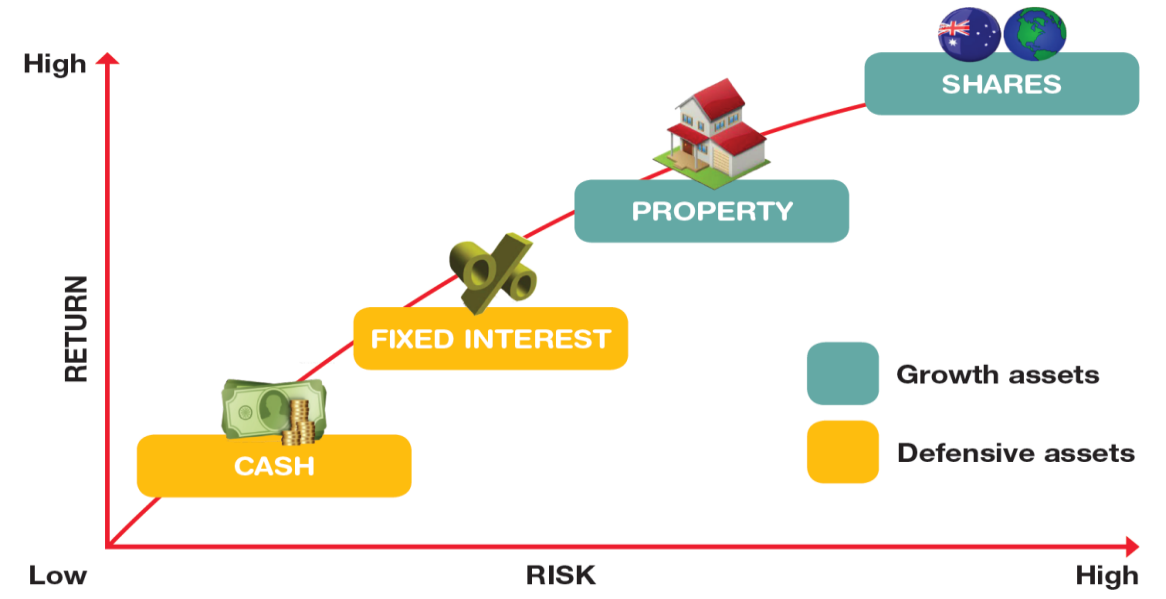 High
SHARES
PROPERTY
RETURN
FIXED INTEREST
Growth assets
Defensive assets
CASH
Low
RISK
High